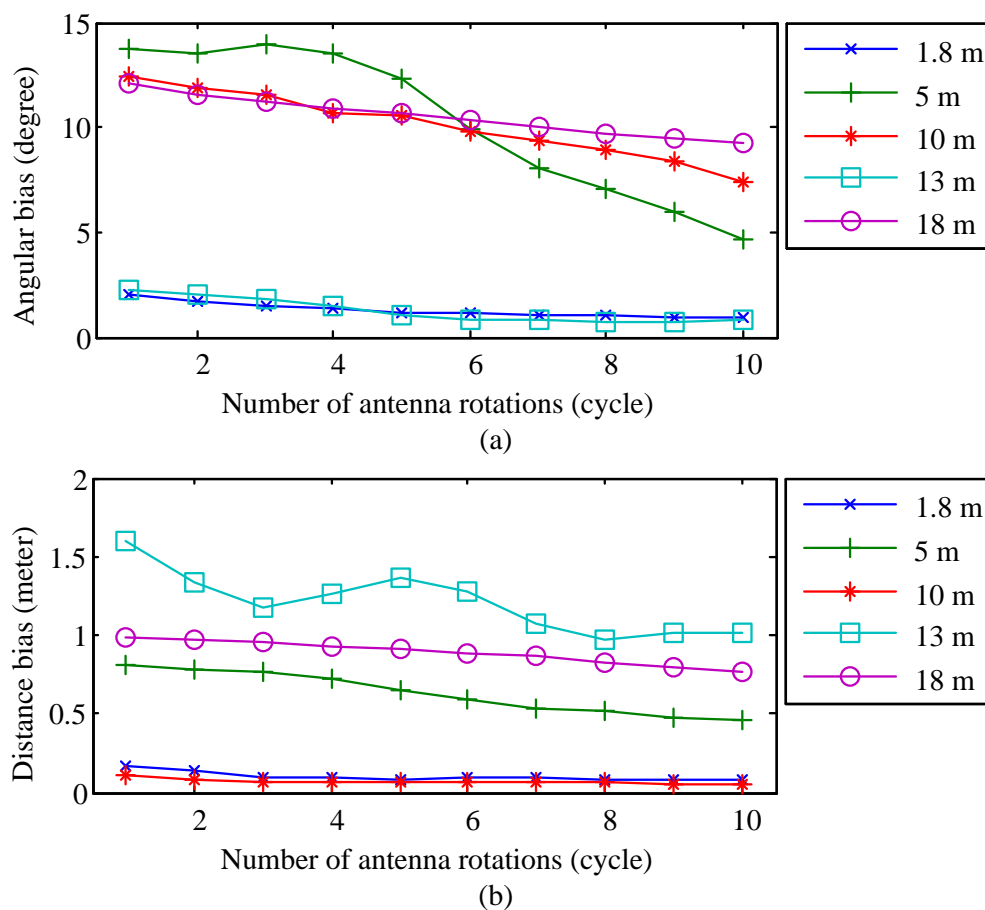 15
10
5
0
Angular bias (degree)
2 4 6 8 10
Number of antenna rotations (cycle)
(a)
1.8 m
5 m
10 m
13 m
18 m
2
1.5
1
0.5
0
Distance bias (meter)
2 4 6 8 10
Number of antenna rotations (cycle)
(b)
1.8 m
5 m
10 m
13 m
18 m